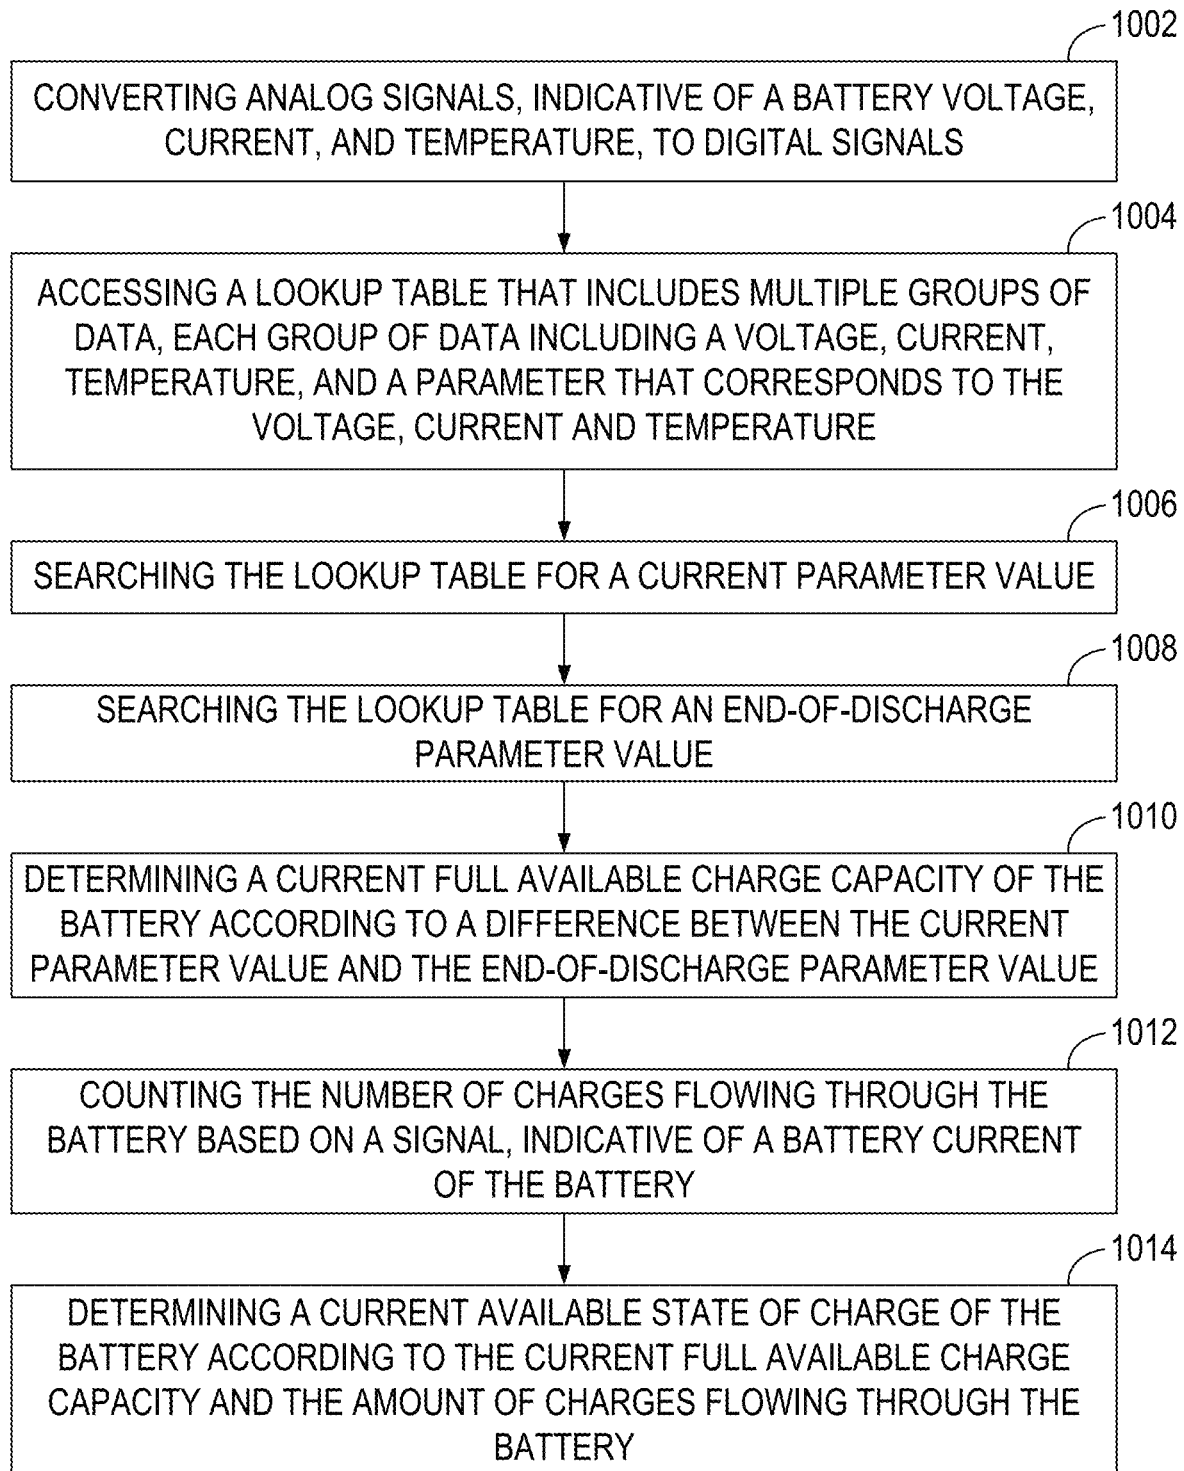 1002
CONVERTING ANALOG SIGNALS, INDICATIVE OF A BATTERY VOLTAGE,
CURRENT, AND TEMPERATURE, TO DIGITAL SIGNALS
1004
ACCESSING A LOOKUP TABLE THAT INCLUDES MULTIPLE GROUPS OF
DATA, EACH GROUP OF DATA INCLUDING A VOLTAGE, CURRENT,
TEMPERATURE, AND A PARAMETER THAT CORRESPONDS TO THE
VOLTAGE, CURRENT AND TEMPERATURE
1006
SEARCHING THE LOOKUP TABLE FOR A CURRENT PARAMETER VALUE
1008
SEARCHING THE LOOKUP TABLE FOR AN END-OF-DISCHARGE
PARAMETER VALUE
1010
DETERMINING A CURRENT FULL AVAILABLE CHARGE CAPACITY OF THE
BATTERY ACCORDING TO A DIFFERENCE BETWEEN THE CURRENT
PARAMETER VALUE AND THE END-OF-DISCHARGE PARAMETER VALUE
1012
COUNTING THE NUMBER OF CHARGES FLOWING THROUGH THE
BATTERY BASED ON A SIGNAL, INDICATIVE OF A BATTERY CURRENT
OF THE BATTERY
1014
DETERMINING A CURRENT AVAILABLE STATE OF CHARGE OF THE
BATTERY ACCORDING TO THE CURRENT FULL AVAILABLE CHARGE
CAPACITY AND THE AMOUNT OF CHARGES FLOWING THROUGH THE
BATTERY